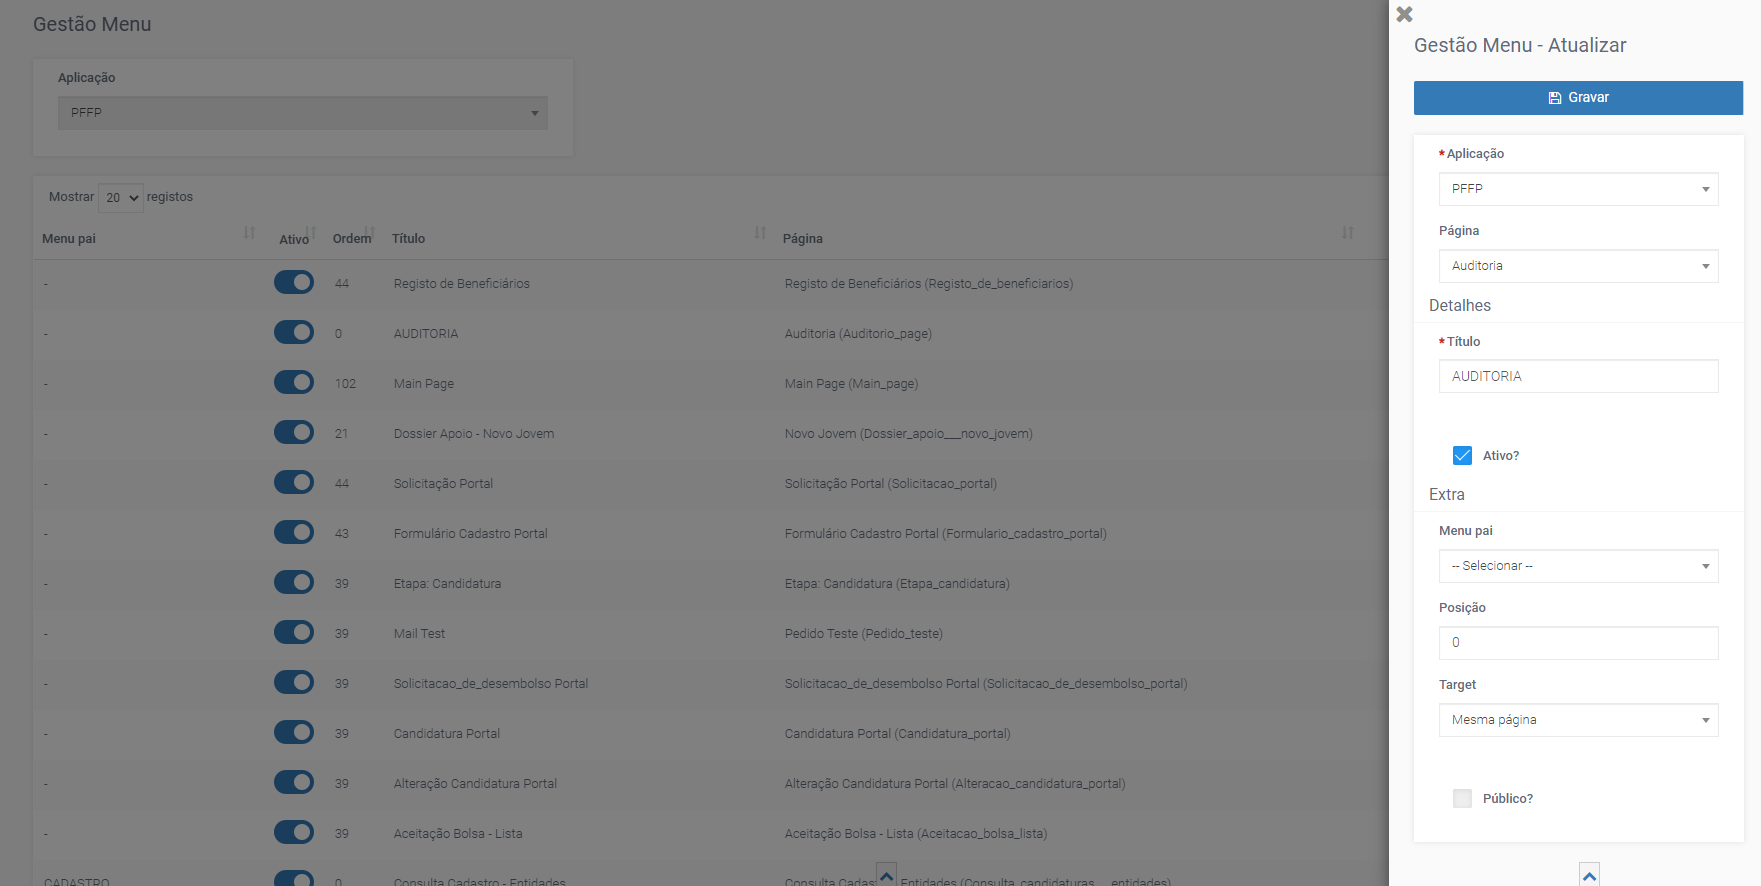 Gestão Menu
Aplicação
PFFP
Mostrar 20 registos
Menu pai Ativo Ordem Título Página
- 44 Registo de Beneficiários Registo de Beneficiários (Registo_de_beneficiarios)
- 0 AUDITORIA Auditoria (Auditorio_page)
- 102 Main Page Main Page (Main_page)
- 21 Dossier Apoio - Novo Jovem Novo Jovem (Dossier_apoio___novo_jovem)
- 44 Solicitação Portal Solicitação Portal (Solicitacao_portal)
- 43 Formulário Cadastro Portal Formulário Cadastro Portal (Formulario_cadastro_portal)
- 39 Etapa: Candidatura Etapa: Candidatura (Etapa_candidatura)
- 39 Mail Test Pedido Teste (Pedido_teste)
- 39 Solicitacao_de_desembolso Portal Solicitacao_de_desembolso Portal (Solicitacao_de_desembolso_portal)
- 39 Candidatura Portal Candidatura Portal (Candidatura_portal)
- 39 Alteração Candidatura Portal Alteração Candidatura Portal (Alteracao_candidatura_portal)
- 39 Aceitação Bolsa - Lista Aceitação Bolsa - Lista (Aceitacao_bolsa_lista)
CADASTRO 0 Consulta Cadastro - Entidades Consulta Entidades (Consulta_candidaturas__entidades)
Gestão Menu - Atualizar
Gravar
* Aplicação
PFFP
Página
Auditoria
Detalhes
* Título
AUDITORIA
Ativo?
Extra
Menu pai
-- Selecionar --
Posição
0
Target
Mesma página
Público?